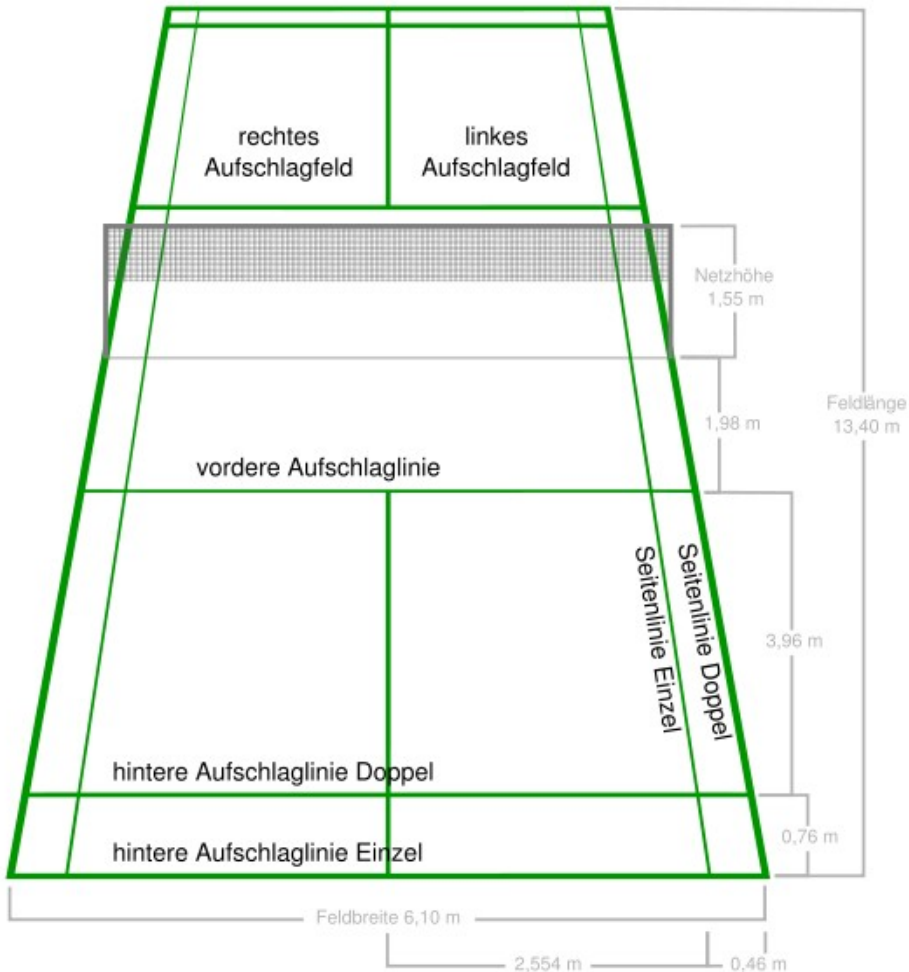 rechtes
Aufschlagfeld
linkes
Aufschlagfeld
Netzhöhe
1,55 m
Feldlänge
13,40 m
1,98 m
vordere Aufschlaglinie
Seitenlinie Einzel
Seitenlinie Doppel
3,96 m
hintere Aufschlaglinie Doppel
0,76 m
hintere Aufschlaglinie Einzel
Feldbreite 6,10 m
2,554 m
0,46 m